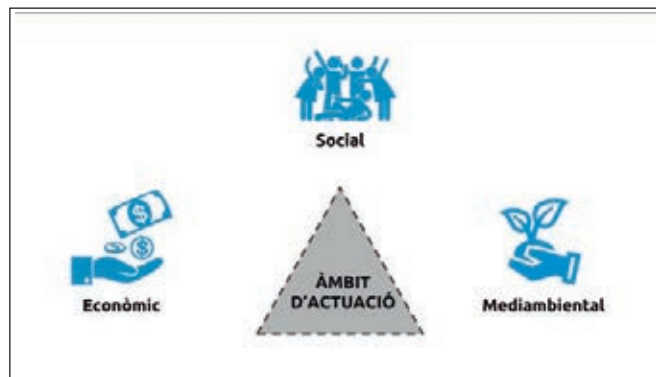 Social
ÀMBIT
D'ACTUACIÓ
Econòmic
Mediambiental